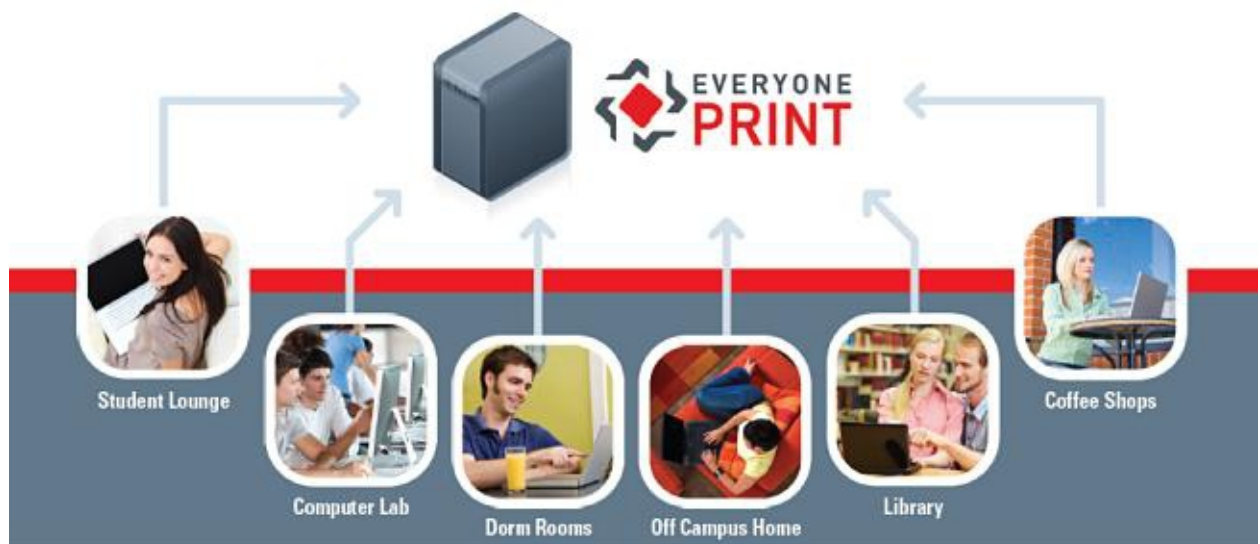 EVERYONE
PRINT
Student Lounge
Computer Lab
Dorm Rooms
Off Campus Home
Library
Coffee Shops